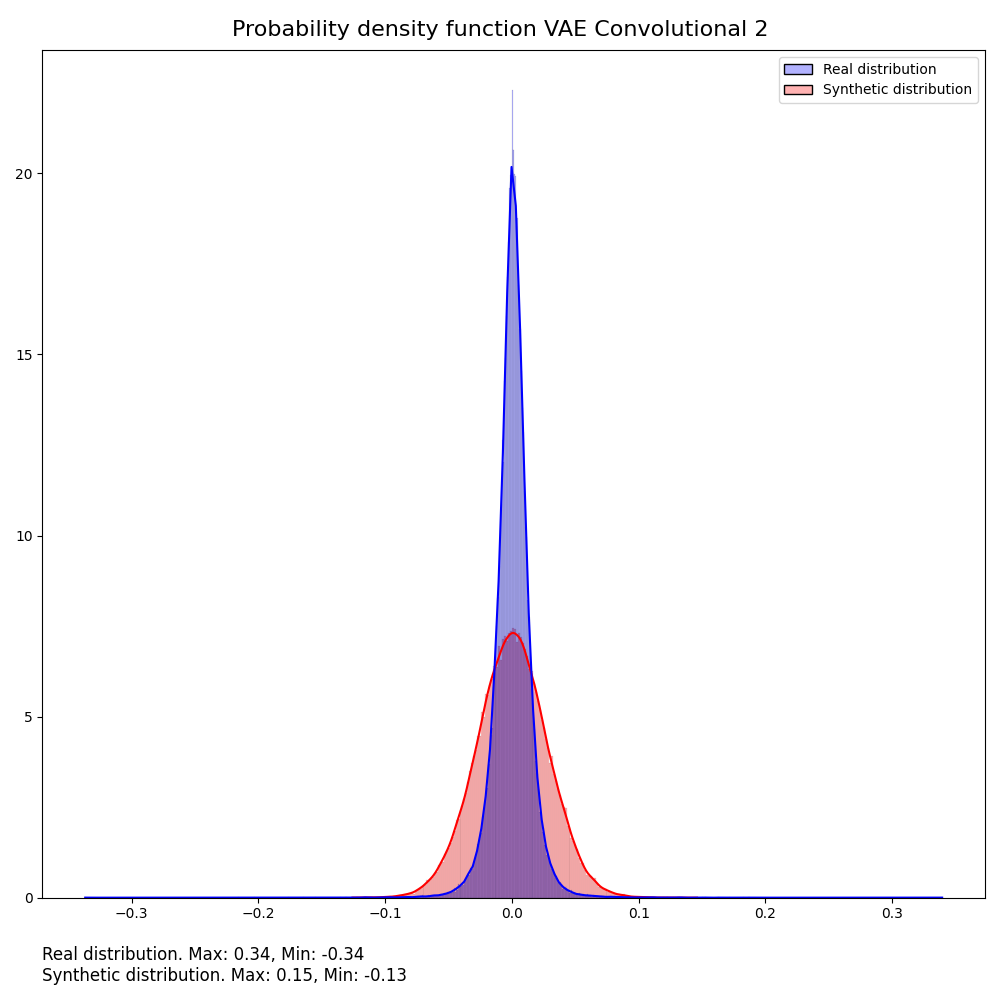 Probability density function VAE Convolutional 2
Real distribution
Synthetic distribution
20
15
10
5
0
−0.3 −0.2 −0.1 0.0 0.1 0.2 0.3
Real distribution. Max: 0.34, Min: -0.34
Synthetic distribution. Max: 0.15, Min: -0.13